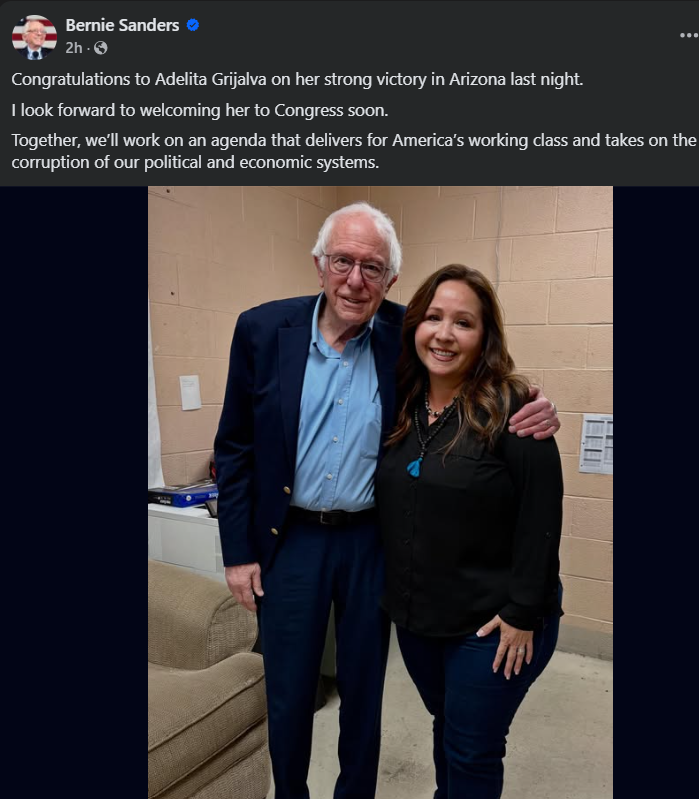 Bernie Sanders
2h ·
Congratulations to Adelita Grijalva on her strong victory in Arizona last night.
I look forward to welcoming her to Congress soon.
Together, we’ll work on an agenda that delivers for America’s working class and takes on the
corruption of our political and economic systems.